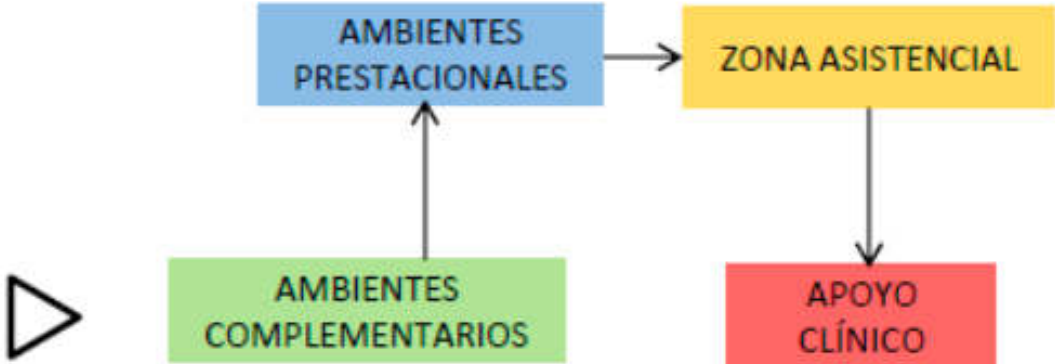 AMBIENTES
PRESTACIONALES
ZONA ASISTENCIAL
AMBIENTES
COMPLEMENTARIOS
APOYO
CLÍNICO